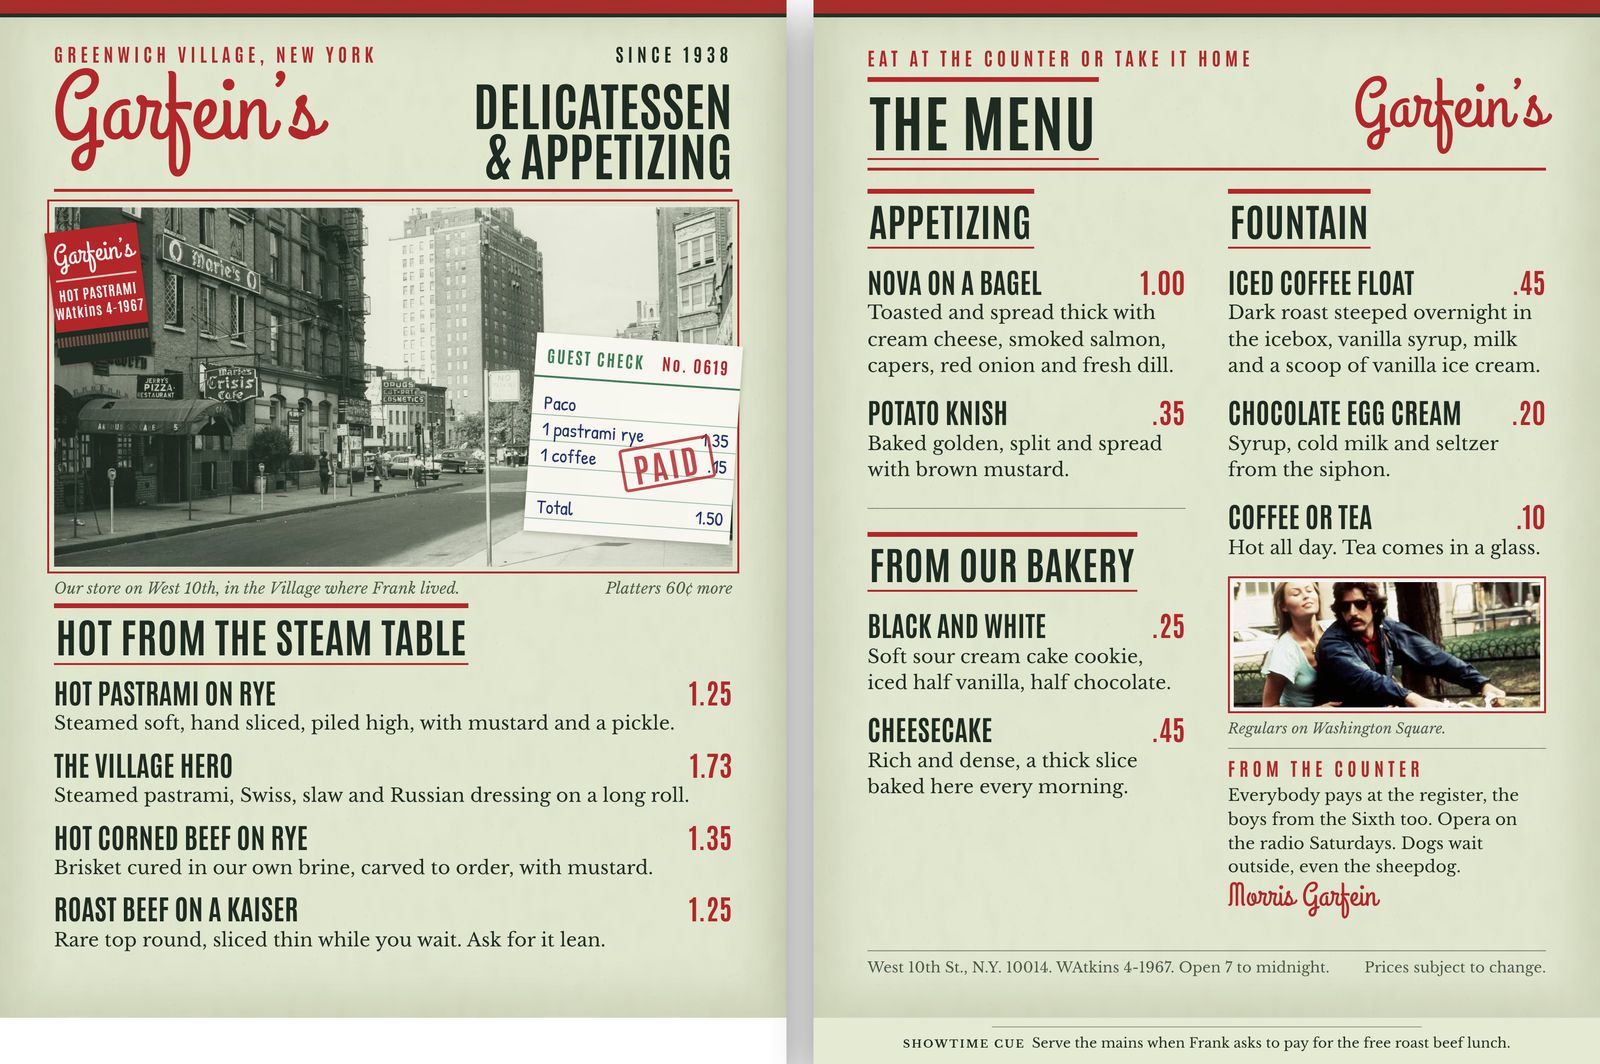 GREENWICH VILLAGE, NEW YORK
SINCE 1938
Garfein's
DELICATESSEN
& APPETIZING
Garfein's
HOT PASTRAMI
WAtkins 4-1967
Marie's
JERRY'S
PIZZA
RESTAURANT
Marie's
Crisis
Cafe
DRUGS
CUT-RATE
COSMETICS
NO
GUEST CHECK No. 0619
Paco
1 pastrami rye 1.35
1 coffee .15
PAID
Total 1.50
Our store on West 10th, in the Village where Frank lived.
Platters 60¢ more
HOT FROM THE STEAM TABLE
HOT PASTRAMI ON RYE 1.25
Steamed soft, hand sliced, piled high, with mustard and a pickle.
THE VILLAGE HERO 1.73
Steamed pastrami, Swiss, slaw and Russian dressing on a long roll.
HOT CORNED BEEF ON RYE 1.35
Brisket cured in our own brine, carved to order, with mustard.
ROAST BEEF ON A KAISER 1.25
Rare top round, sliced thin while you wait. Ask for it lean.
EAT AT THE COUNTER OR TAKE IT HOME
THE MENU
Garfein's
APPETIZING
NOVA ON A BAGEL 1.00
Toasted and spread thick with
cream cheese, smoked salmon,
capers, red onion and fresh dill.
POTATO KNISH .35
Baked golden, split and spread
with brown mustard.
FROM OUR BAKERY
BLACK AND WHITE .25
Soft sour cream cake cookie,
iced half vanilla, half chocolate.
CHEESECAKE .45
Rich and dense, a thick slice
baked here every morning.
FOUNTAIN
ICED COFFEE FLOAT .45
Dark roast steeped overnight in
the icebox, vanilla syrup, milk
and a scoop of vanilla ice cream.
CHOCOLATE EGG CREAM .20
Syrup, cold milk and seltzer
from the siphon.
COFFEE OR TEA .10
Hot all day. Tea comes in a glass.
Regulars on Washington Square.
FROM THE COUNTER
Everybody pays at the register, the
boys from the Sixth too. Opera on
the radio Saturdays. Dogs wait
outside, even the sheepdog.
Morris Garfein
West 10th St., N.Y. 10014. WAtkins 4-1967. Open 7 to midnight.
Prices subject to change.
SHOWTIME CUE Serve the mains when Frank asks to pay for the free roast beef lunch.